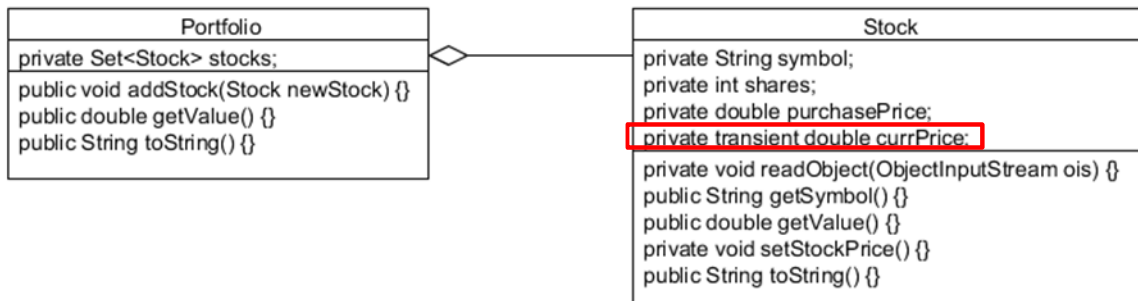 Portfolio
private Set<Stock> stocks;
public void addStock(Stock newStock) {}
public double getValue() {}
public String toString() {}
Stock
private String symbol;
private int shares;
private double purchasePrice;
private transient double currPrice;
private void readObject(ObjectInputStream ois) {}
public String getSymbol() {}
public double getValue() {}
private void setStockPrice() {}
public String toString() {}